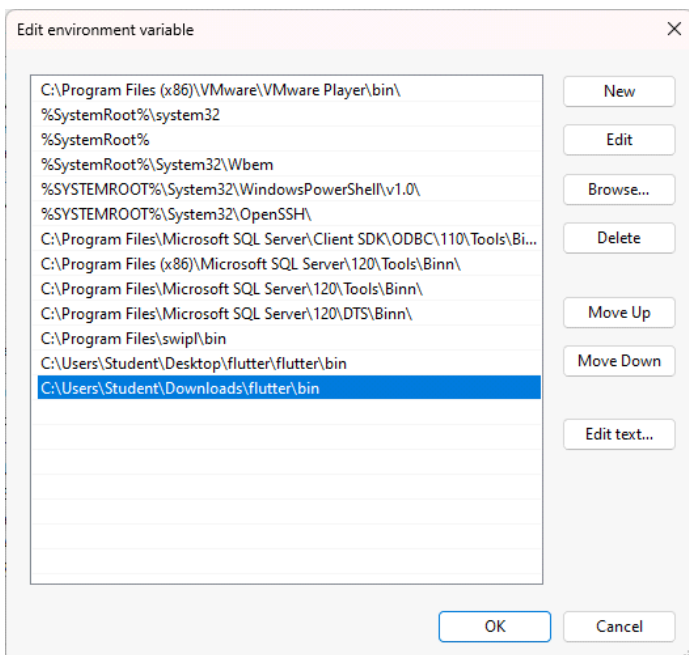 Edit environment variable
C:\Program Files (x86)\VMware\VMware Player\bin\
%SystemRoot%\system32
%SystemRoot%
%SystemRoot%\System32\Wbem
%SYSTEMROOT%\System32\WindowsPowerShell\v1.0\
%SYSTEMROOT%\System32\OpenSSH\
C:\Program Files\Microsoft SQL Server\Client SDK\ODBC\110\Tools\Bi...
C:\Program Files (x86)\Microsoft SQL Server\120\Tools\Binn\
C:\Program Files\Microsoft SQL Server\120\Tools\Binn\
C:\Program Files\Microsoft SQL Server\120\DTS\Binn\
C:\Program Files\swipl\bin
C:\Users\Student\Desktop\flutter\flutter\bin
C:\Users\Student\Downloads\flutter\bin
New
Edit
Browse...
Delete
Move Up
Move Down
Edit text...
OK
Cancel